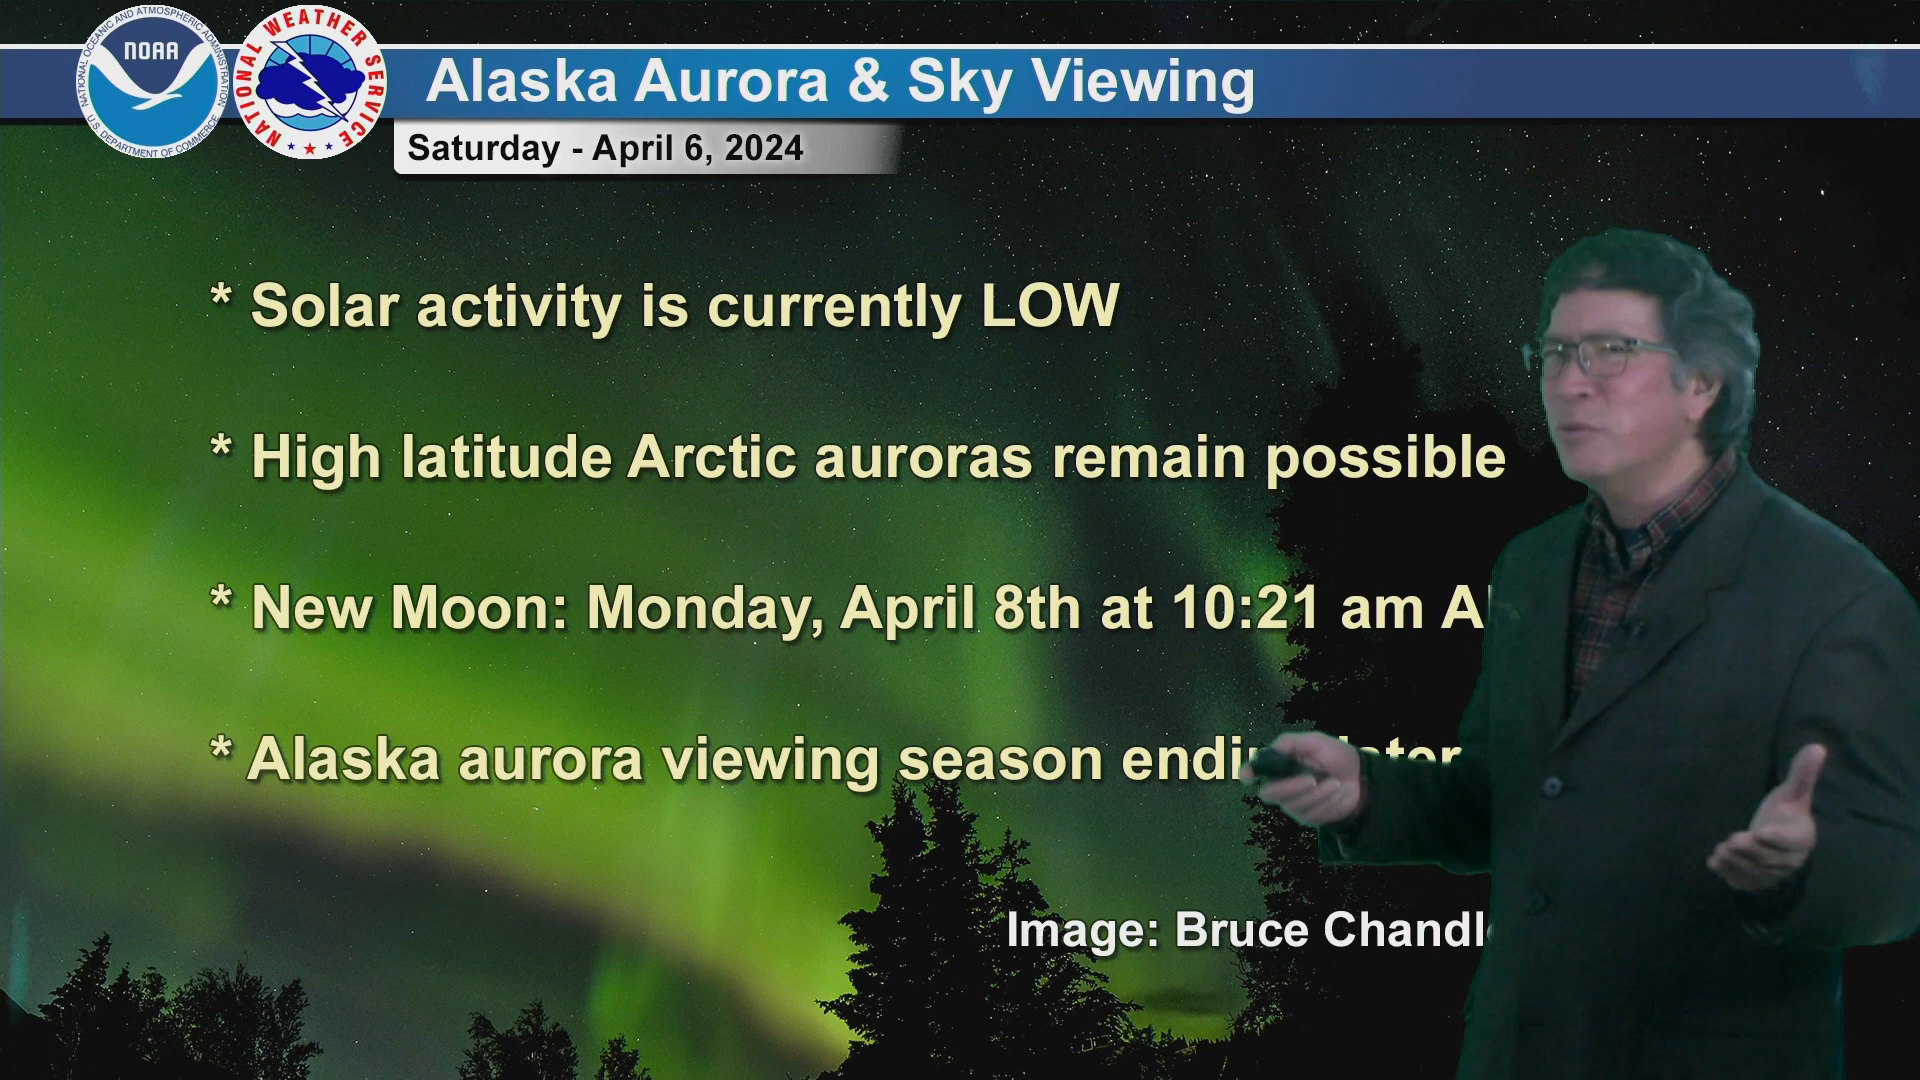 NATIONAL OCEANIC AND ATMOSPHERIC ADMINISTRATION
NOAA
U.S. DEPARTMENT OF COMMERCE
NATIONAL WEATHER SERVICE
Alaska Aurora & Sky Viewing
Saturday - April 6, 2024
* Solar activity is currently LOW
* High latitude Arctic auroras remain possible
* New Moon: Monday, April 8th at 10:21 am
* Alaska aurora viewing season
Image: Bruce